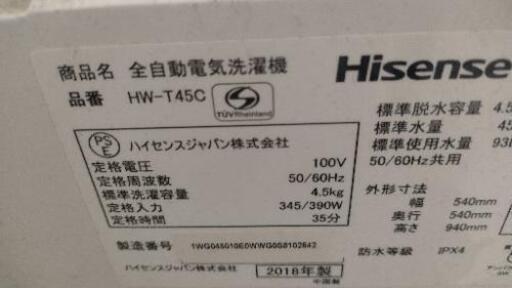 商品名 全自動電気洗濯機
Hisense
品番 HW-T45C
TÜVRheinland
PS
E
ハイセンスジャパン株式会社
定格電圧 100V
定格周波数 50/60Hz
標準洗濯容量 4.5kg
定格入力 345/390W
定格時間 35分
標準脱水容量 4.5
標準水量 45
標準使用水量 93
50/60Hz共用
外形寸法
幅 540mm
奥行 540mm
高さ 940mm
防水等級 IPX4
製造番号
ハイセンスジャパン株式会社
2018年製
中国製